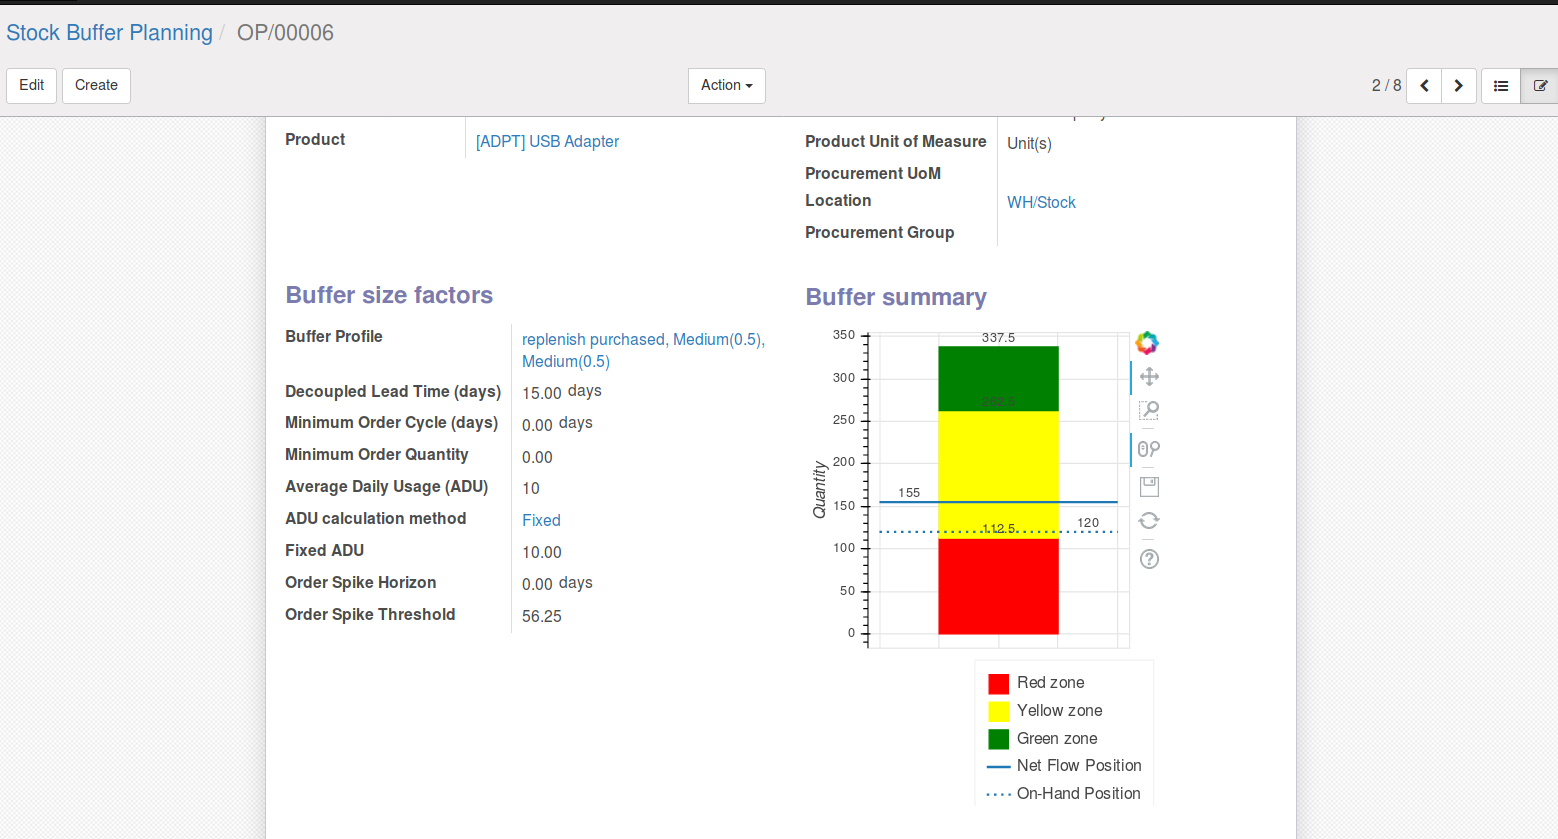 Stock Buffer Planning / OP/00006
Edit Create Action 2 / 8
Product [ADPT] USB Adapter
Product Unit of Measure Unit(s)
Procurement UoM
Location WH/Stock
Procurement Group
Buffer size factors
Buffer Profile replenish purchased, Medium(0.5),
Medium(0.5)
Decoupled Lead Time (days) 15.00 days
Minimum Order Cycle (days) 0.00 days
Minimum Order Quantity 0.00
Average Daily Usage (ADU) 10
ADU calculation method Fixed
Fixed ADU 10.00
Order Spike Horizon 0.00 days
Order Spike Threshold 56.25
Buffer summary
350
300
250
200
150
100
50
0
Quantity
337.5
155
112.5
120
Red zone
Yellow zone
Green zone
Net Flow Position
On-Hand Position